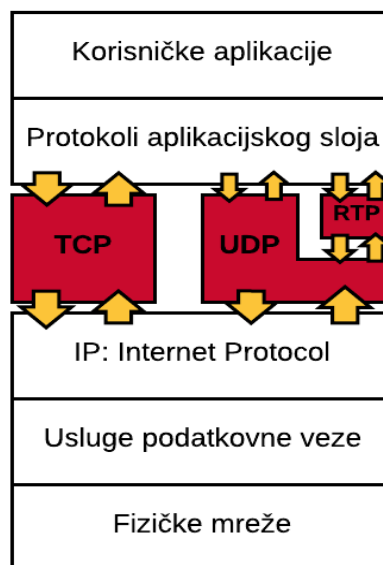 Korisničke aplikacije
Protokoli aplikacijskog sloja
TCP
UDP
RTP
IP: Internet Protocol
Usluge podatkovne veze
Fizičke mreže